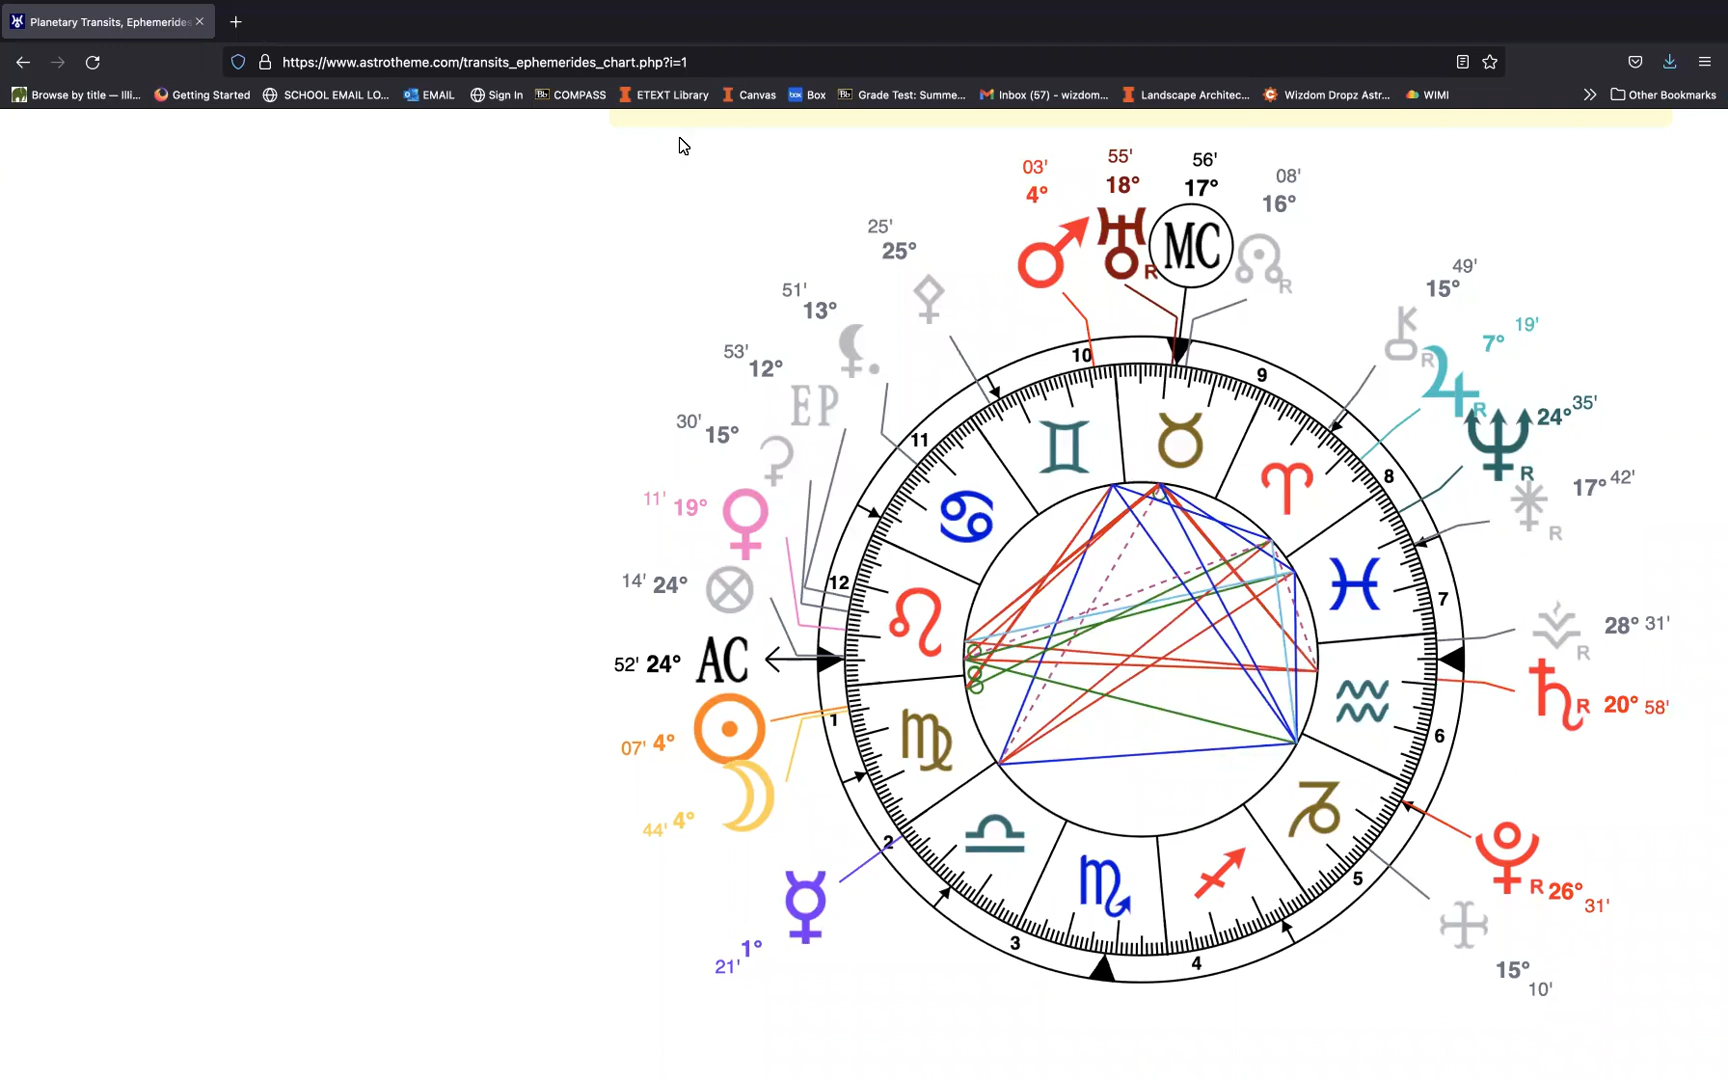 Planetary Transits, Ephemerides
https://www.astrotheme.com/transits_ephemerides_chart.php?i=1
Browse by title — Illi... Getting Started SCHOOL EMAIL LO... EMAIL Sign In Bb COMPASS ETEXT Library Canvas box Box Bb Grade Test: Summe... Inbox (57) - wizdom... Landscape Architec... Wizdom Dropz Astr... WIMI Other Bookmarks
03' 4°
55' 18°
56' 17°
08' 16°
MC
R
R
25' 25°
51' 13°
53' 12°
EP
30' 15°
11' 19°
14' 24°
52' 24° AC
07' 4°
44' 4°
21' 1°
49' 15°
R
19' 7°
R
24° 35'
R
17° 42'
R
28° 31'
R
R 20° 58'
R 26° 31'
15° 10'
10
9
11
8
12
7
1
6
2
5
3
4